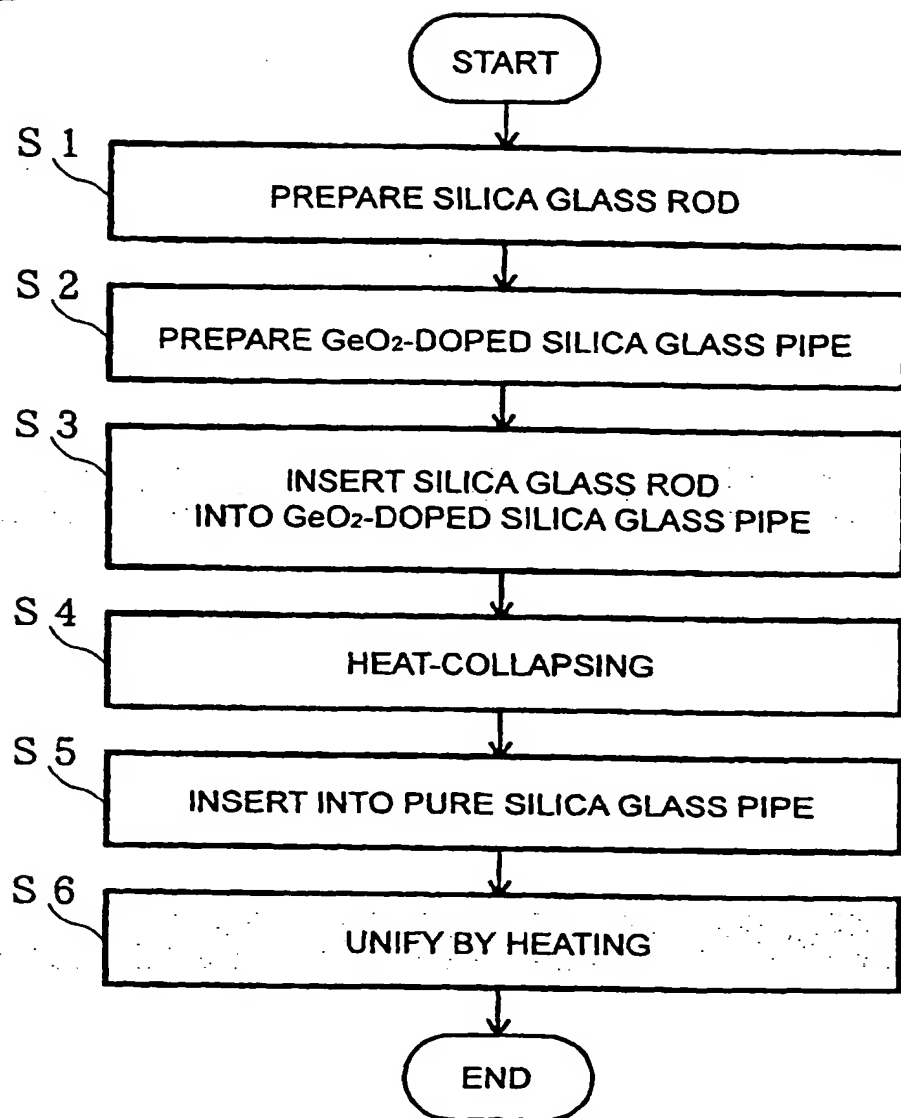 START
S 1
PREPARE SILICA GLASS ROD
S 2
PREPARE GeO₂-DOPED SILICA GLASS PIPE
S 3
INSERT SILICA GLASS ROD
INTO GeO₂-DOPED SILICA GLASS PIPE
S 4
HEAT-COLLAPSING
S 5
INSERT INTO PURE SILICA GLASS PIPE
S 6
UNIFY BY HEATING
END